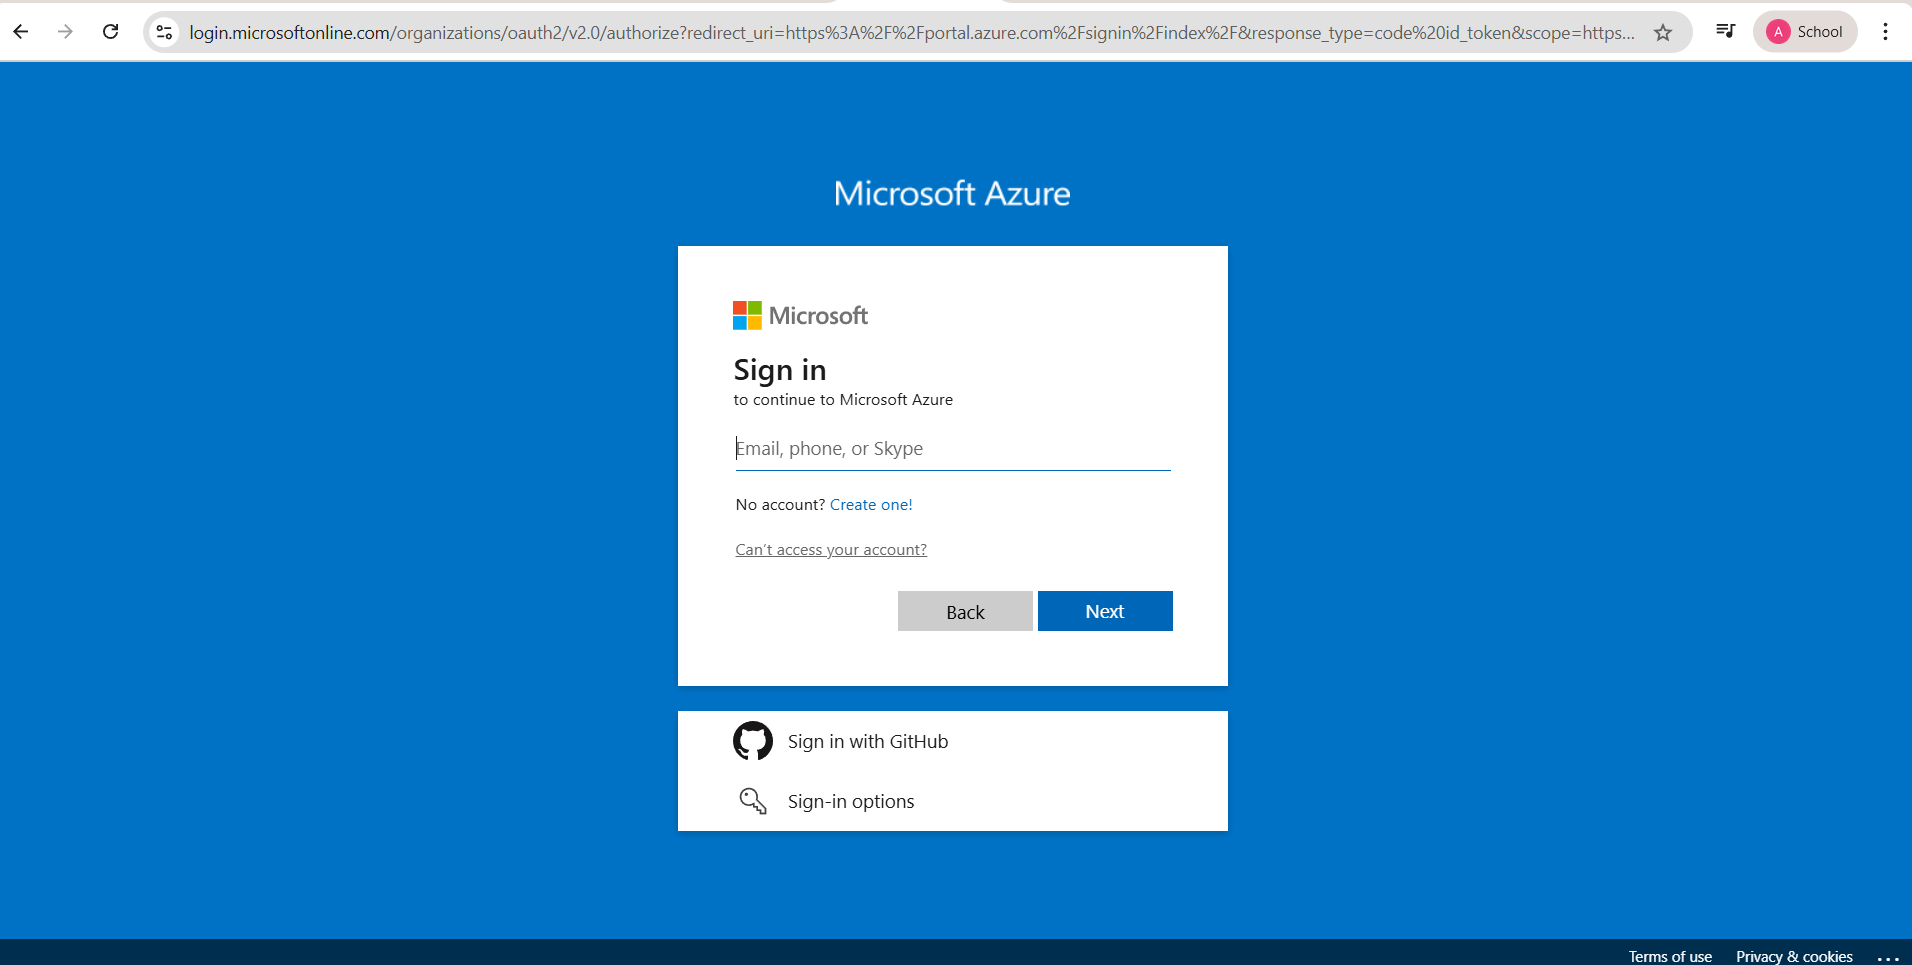 login.microsoftonline.com/organizations/oauth2/v2.0/authorize?redirect_uri=https%3A%2F%2Fportal.azure.com%2Fsignin%2Findex%2F&response_type=code%20id_token&scope=https...
A School
Microsoft Azure
Microsoft
Sign in
to continue to Microsoft Azure
Email, phone, or Skype
No account? Create one!
Can't access your account?
Back Next
Sign in with GitHub
Sign-in options
Terms of use Privacy & cookies ...